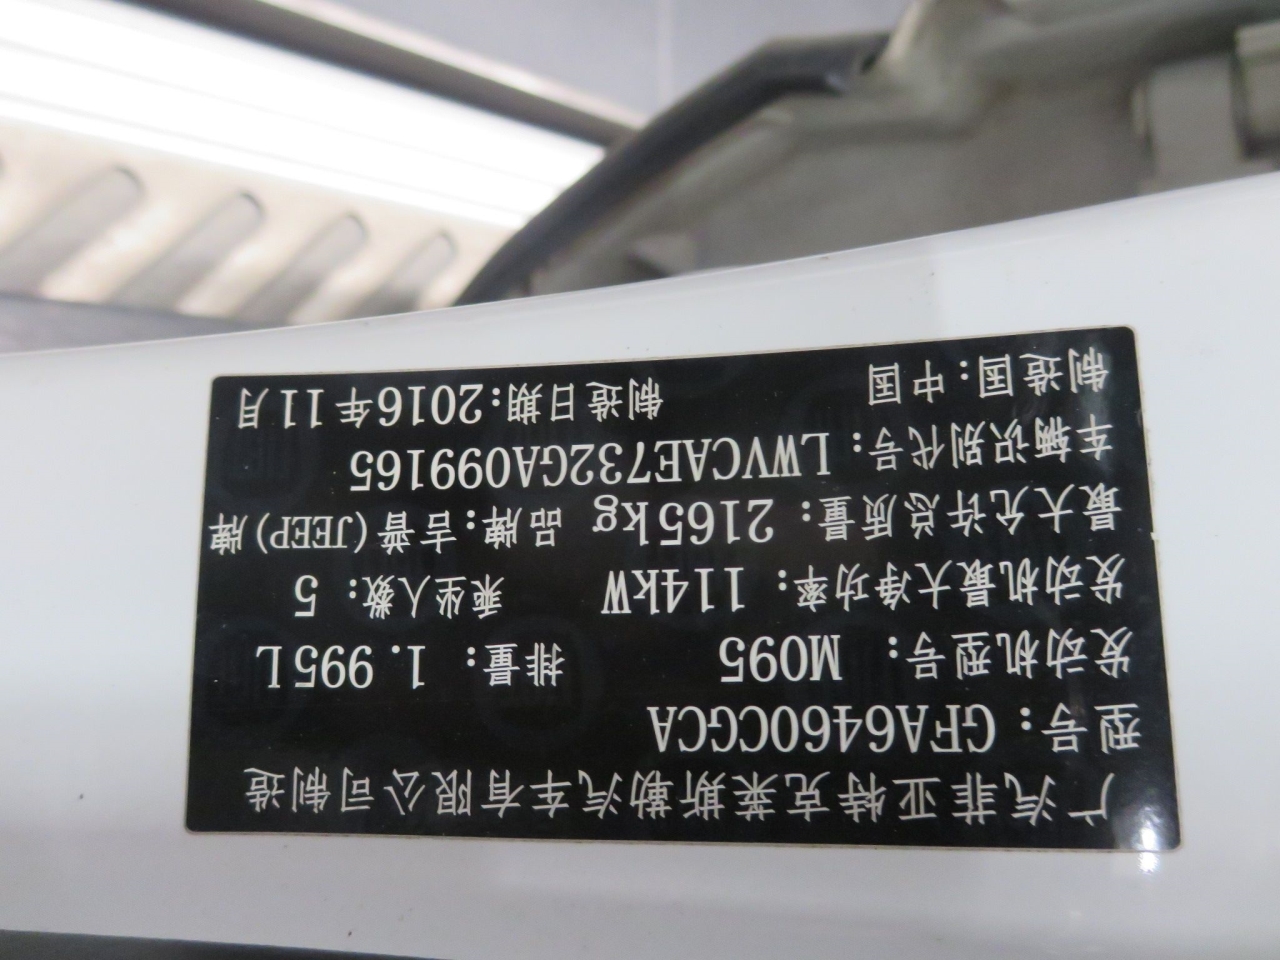 广汽菲亚特克莱斯勒汽车有限公司制造
型号: GFA6460CGCA
发动机型号: M095 排量: 1.995L
发动机最大净功率: 114kW 乘坐人数: 5
最大允许总质量: 2165kg 品牌:吉普(JEEP)牌
车辆识别代号: LWVCAE732GA099165
制造国:中国 制造日期:2016年11月